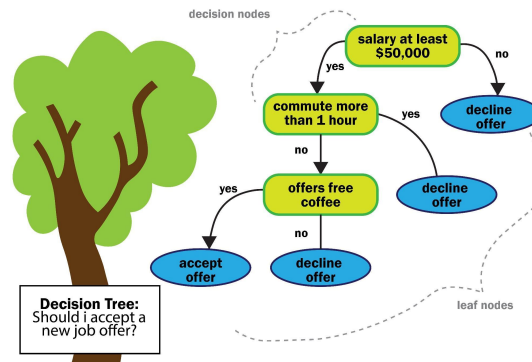 decision nodes
salary at least
$50,000
yes
no
commute more
than 1 hour
decline
offer
yes
no
offers free
coffee
decline
offer
yes
no
accept
offer
decline
offer
leaf nodes
Decision Tree:
Should i accept a
new job offer?